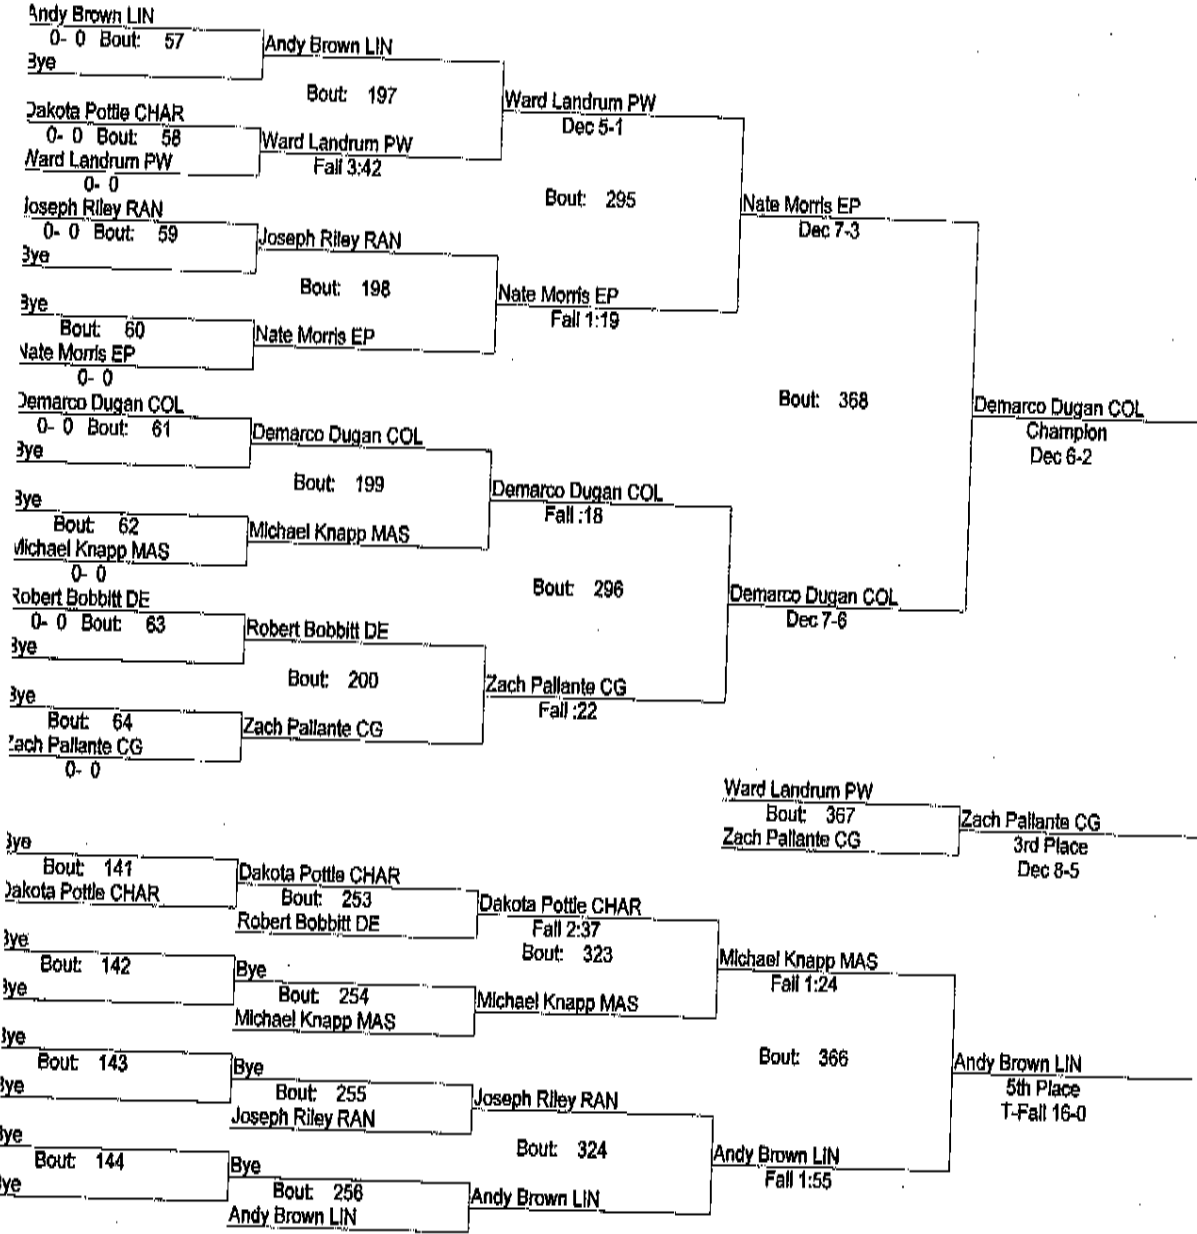 Andy Brown LIN
0- 0 Bout: 57
Andy Brown LIN
Bye
Bout: 197
Ward Landrum PW
Dec 5-1
Dakota Pottle CHAR
0- 0 Bout: 58
Ward Landrum PW
Fall 3:42
Ward Landrum PW
0- 0
Bout: 295
Nate Morris EP
Dec 7-3
Joseph Riley RAN
0- 0 Bout: 59
Joseph Riley RAN
Bye
Bout: 198
Nate Morris EP
Fall 1:19
Bye
Bout: 60
Nate Morris EP
Nate Morris EP
0- 0
Bout: 368
Demarco Dugan COL
Champion
Dec 6-2
Demarco Dugan COL
0- 0 Bout: 61
Demarco Dugan COL
Bye
Bout: 199
Demarco Dugan COL
Fall :18
Bye
Bout: 62
Michael Knapp MAS
Michael Knapp MAS
0- 0
Bout: 296
Demarco Dugan COL
Dec 7-6
Robert Bobbitt DE
0- 0 Bout: 63
Robert Bobbitt DE
Bye
Bout: 200
Zach Pallante CG
Fall :22
Bye
Bout: 64
Zach Pallante CG
Zach Pallante CG
0- 0
Ward Landrum PW
Bout: 367
Zach Pallante CG
Zach Pallante CG
3rd Place
Dec 8-5
Bye
Bout: 141
Dakota Pottle CHAR
Dakota Pottle CHAR
Bout: 253
Robert Bobbitt DE
Dakota Pottle CHAR
Fall 2:37
Bout: 323
Bye
Bout: 142
Bye
Bye
Bout: 254
Michael Knapp MAS
Michael Knapp MAS
Michael Knapp MAS
Fall 1:24
Bye
Bout: 143
Bye
Bye
Bout: 255
Joseph Riley RAN
Joseph Riley RAN
Bout: 366
Andy Brown LIN
5th Place
T-Fall 16-0
Bye
Bout: 144
Bye
Bye
Bout: 256
Andy Brown LIN
Bout: 324
Andy Brown LIN
Andy Brown LIN
Fall 1:55